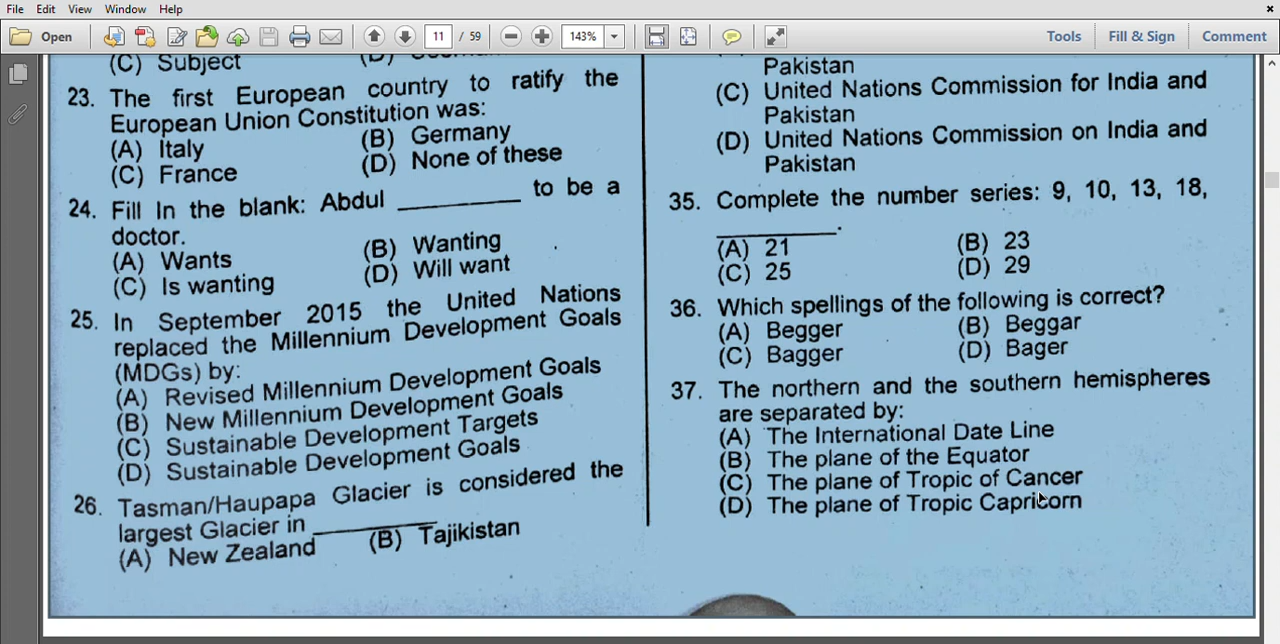 File Edit View Window Help
Open 11 / 59 143% Tools Fill & Sign Comment
(C) Subject
23. The first European country to ratify the
European Union Constitution was:
(A) Italy (B) Germany
(C) France (D) None of these
24. Fill In the blank: Abdul __________ to be a
doctor.
(A) Wants (B) Wanting
(C) Is wanting (D) Will want
25. In September 2015 the United Nations
replaced the Millennium Development Goals
(MDGs) by:
(A) Revised Millennium Development Goals
(B) New Millennium Development Goals
(C) Sustainable Development Targets
(D) Sustainable Development Goals
26. Tasman/Haupapa Glacier is considered the
largest Glacier in __________
(A) New Zealand (B) Tajikistan
Pakistan
(C) United Nations Commission for India and
Pakistan
(D) United Nations Commission on India and
Pakistan
35. Complete the number series: 9, 10, 13, 18,
__________.
(A) 21 (B) 23
(C) 25 (D) 29
36. Which spellings of the following is correct?
(A) Begger (B) Beggar
(C) Bagger (D) Bager
37. The northern and the southern hemispheres
are separated by:
(A) The International Date Line
(B) The plane of the Equator
(C) The plane of Tropic of Cancer
(D) The plane of Tropic Capricorn